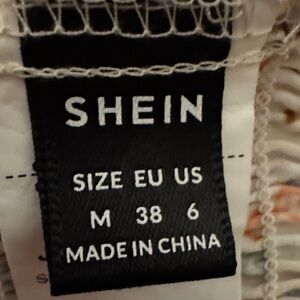 SHEIN
SIZE EU US
M 38 6
MADE IN CHINA